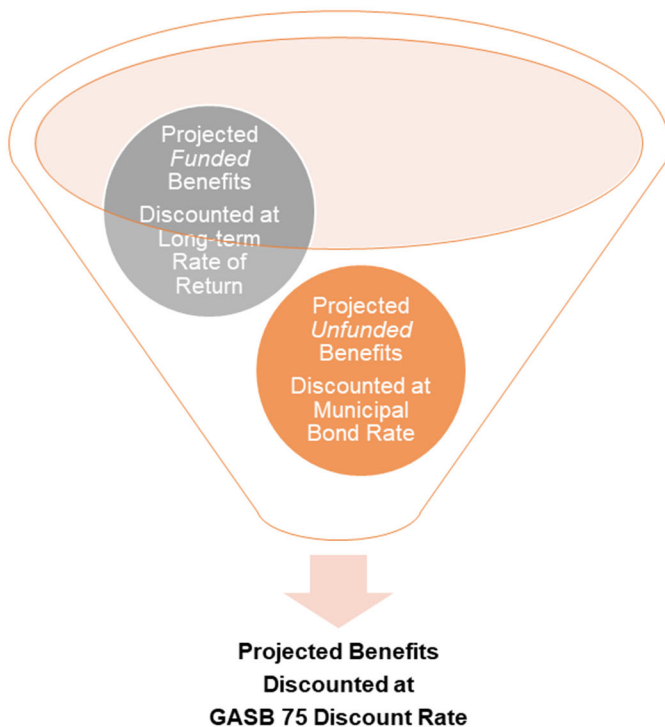 Projected
Funded
Benefits
Discounted at
Long-term
Rate of
Return
Projected
Unfunded
Benefits
Discounted at
Municipal
Bond Rate
Projected Benefits
Discounted at
GASB 75 Discount Rate